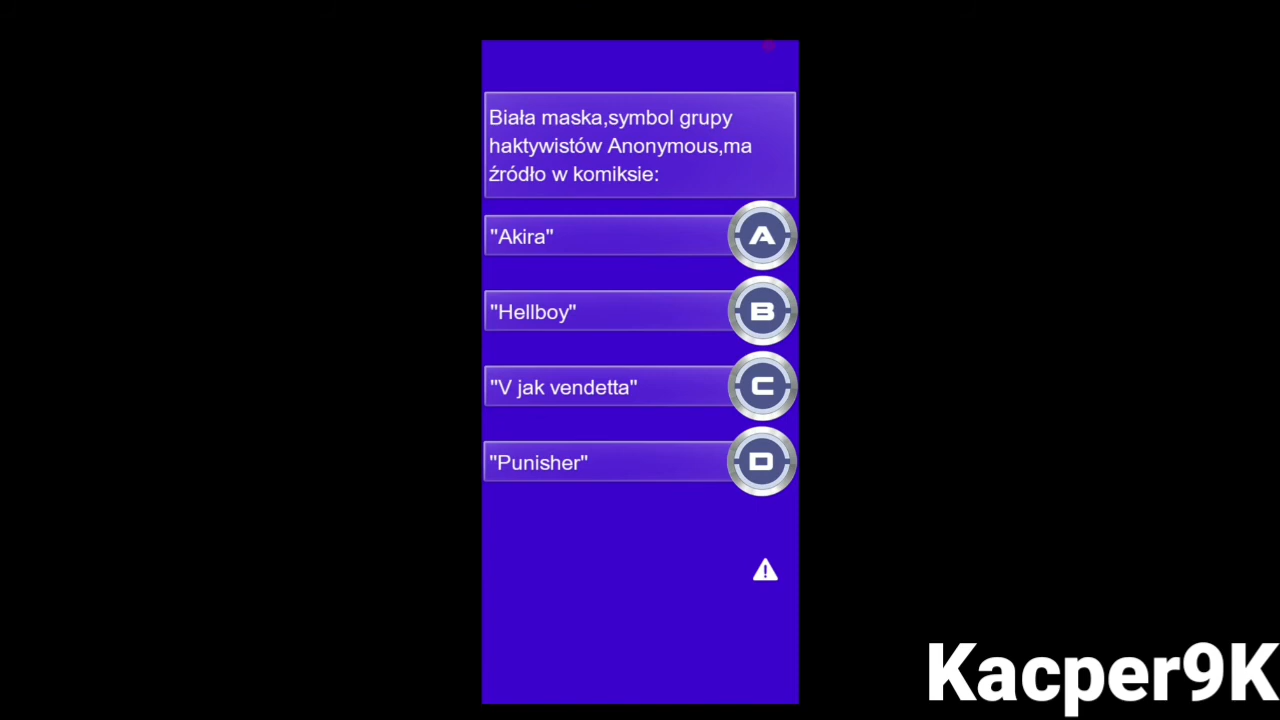 Biała maska,symbol grupy
haktywistów Anonymous,ma
źródło w komiksie:
"Akira" A
"Hellboy" B
"V jak vendetta" C
"Punisher" D
Kacper9K